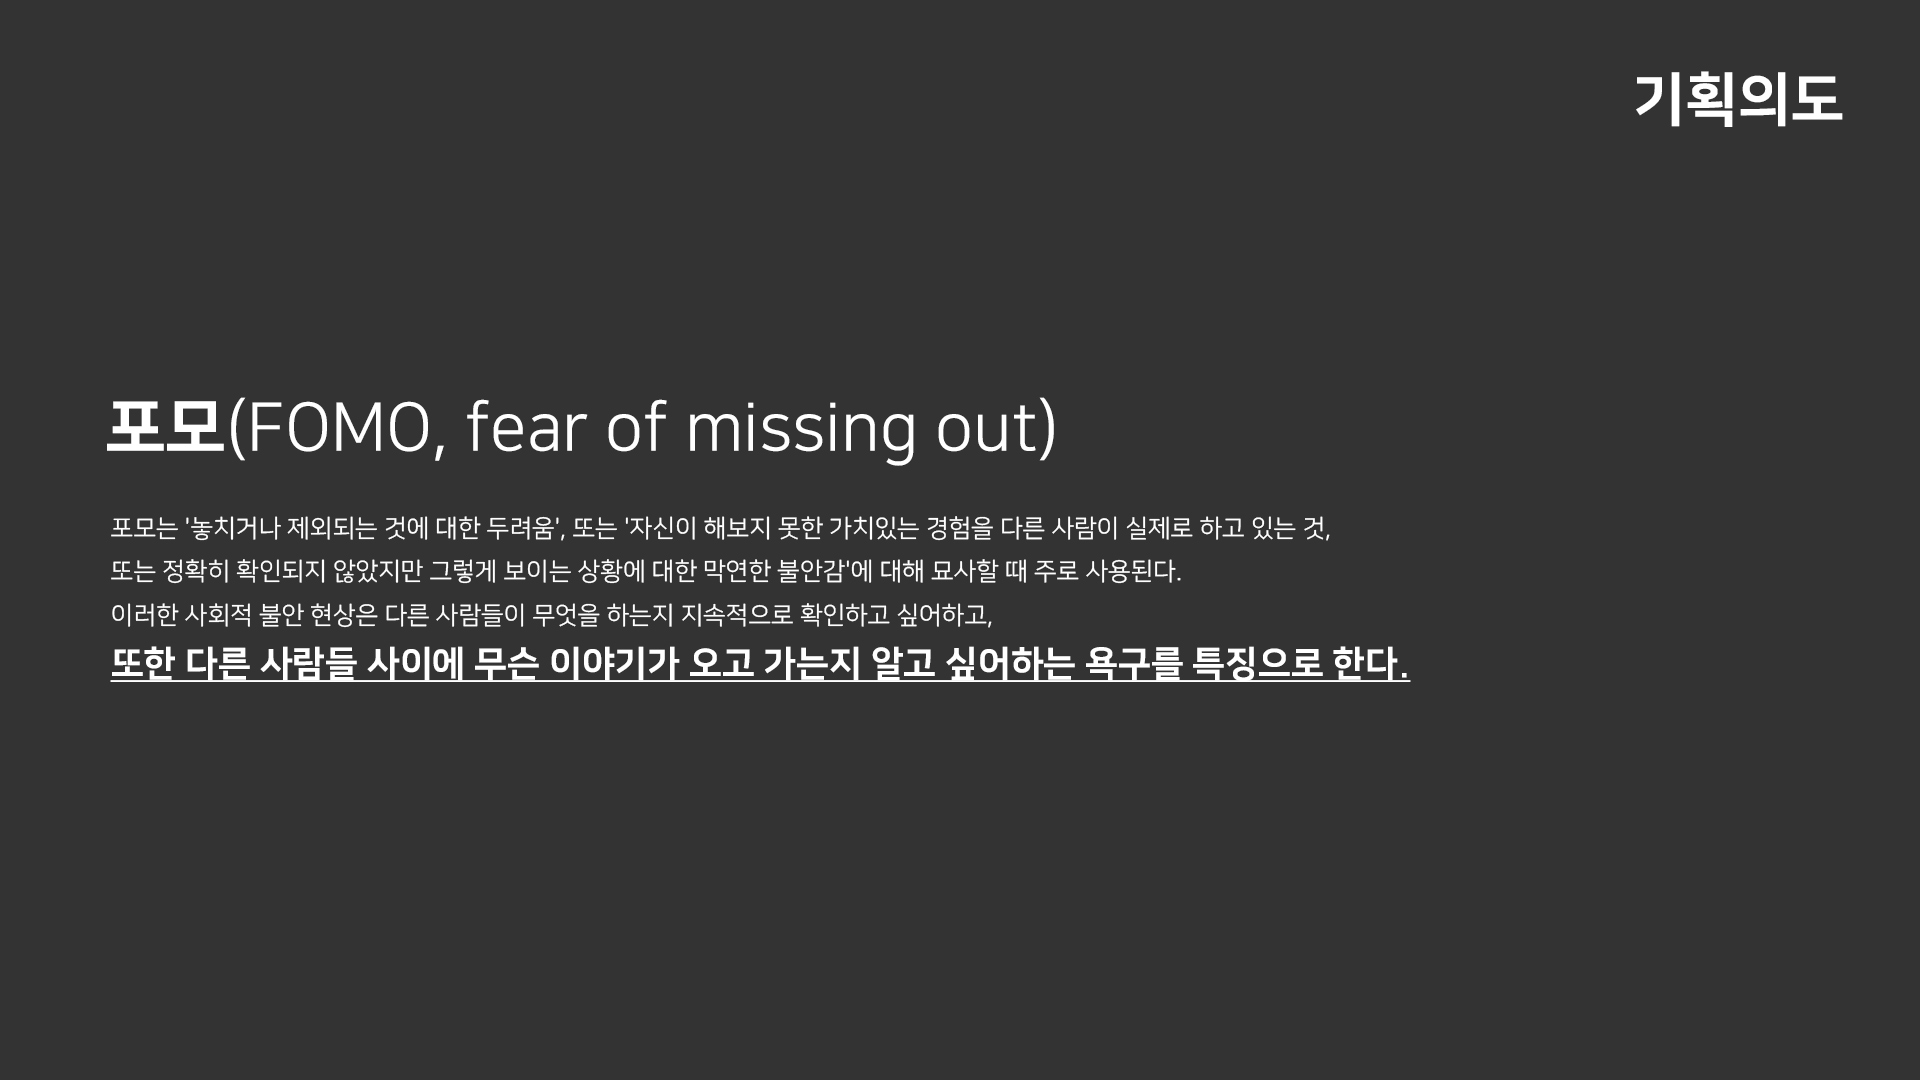 기획의도
포모(FOMO, fear of missing out)
포모는 '놓치거나 제외되는 것에 대한 두려움', 또는 '자신이 해보지 못한 가치있는 경험을 다른 사람이 실제로 하고 있는 것,
또는 정확히 확인되지 않았지만 그렇게 보이는 상황에 대한 막연한 불안감'에 대해 묘사할 때 주로 사용된다.
이러한 사회적 불안 현상은 다른 사람들이 무엇을 하는지 지속적으로 확인하고 싶어하고,
또한 다른 사람들 사이에 무슨 이야기가 오고 가는지 알고 싶어하는 욕구를 특징으로 한다.